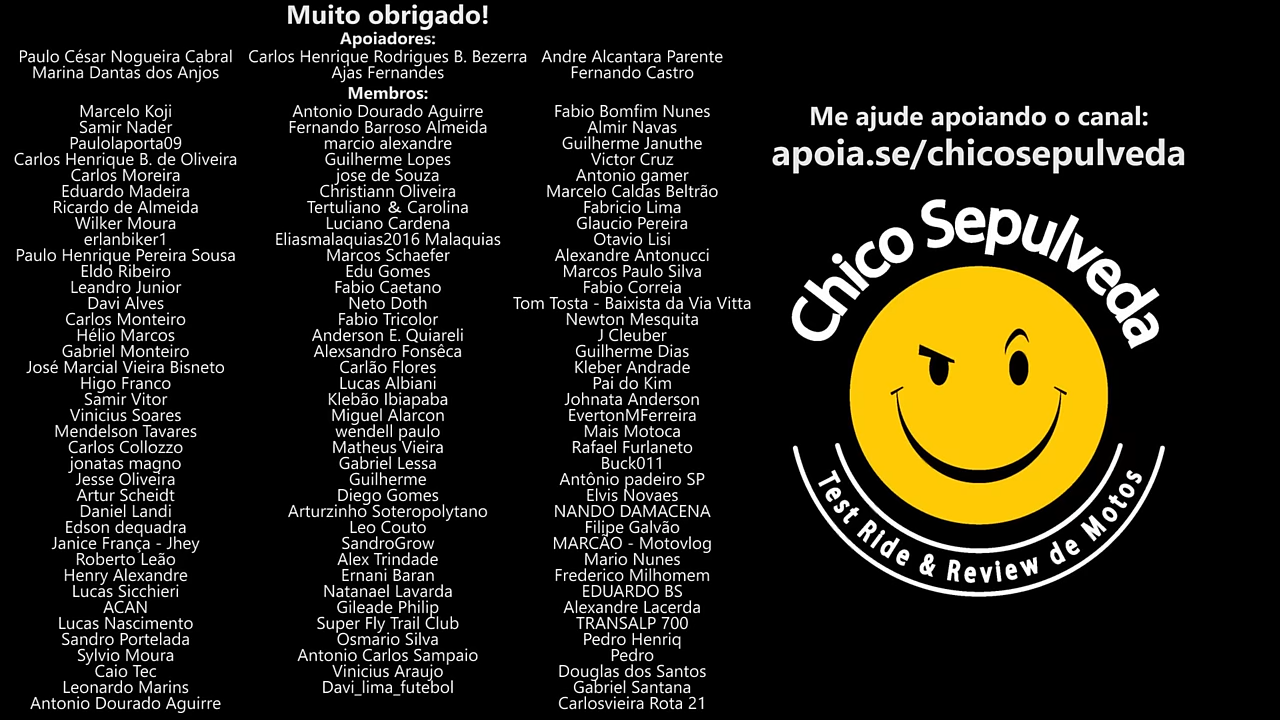 Muito obrigado!
Apoiadores:
Paulo César Nogueira Cabral
Carlos Henrique Rodrigues B. Bezerra
Andre Alcantara Parente
Marina Dantas dos Anjos
Ajas Fernandes
Fernando Castro
Membros:
Marcelo Koji
Samir Nader
Paulolaporta09
Carlos Henrique B. de Oliveira
Carlos Moreira
Eduardo Madeira
Ricardo de Almeida
Wilker Moura
erlanbiker1
Paulo Henrique Pereira Sousa
Eldo Ribeiro
Leandro Junior
Davi Alves
Carlos Monteiro
Hélio Marcos
Gabriel Monteiro
José Marcial Vieira Bisneto
Higo Franco
Samir Vitor
Vinicius Soares
Mendelson Tavares
Carlos Collozzo
jonatas magno
Jesse Oliveira
Artur Scheidt
Daniel Landi
Edson dequadra
Janice França - Jhey
Roberto Leão
Henry Alexandre
Lucas Sicchieri
ACAN
Lucas Nascimento
Sandro Portelada
Sylvio Moura
Caio Tec
Leonardo Marins
Antonio Dourado Aguirre
Antonio Dourado Aguirre
Fernando Barroso Almeida
marcio alexandre
Guilherme Lopes
jose de Souza
Christiann Oliveira
Tertuliano & Carolina
Luciano Cardena
Eliasmalaquias2016 Malaquias
Marcos Schaefer
Edu Gomes
Fabio Caetano
Neto Doth
Fabio Tricolor
Anderson E. Quiareli
Alexsandro Fonsêca
Carlão Flores
Lucas Albiani
Klebão Ibiapaba
Miguel Alarcon
wendell paulo
Matheus Vieira
Gabriel Lessa
Guilherme
Diego Gomes
Arturzinho Soteropolytano
Leo Couto
SandroGrow
Alex Trindade
Ernani Baran
Natanael Lavarda
Gileade Philip
Super Fly Trail Club
Osmario Silva
Antonio Carlos Sampaio
Vinicius Araujo
Davi_lima_futebol
Fabio Bomfim Nunes
Almir Navas
Guilherme Januthe
Victor Cruz
Antonio gamer
Marcelo Caldas Beltrão
Fabricio Lima
Glaucio Pereira
Otavio Lisi
Alexandre Antonucci
Marcos Paulo Silva
Fabio Correia
Tom Tosta - Baixista da Via Vitta
Newton Mesquita
J Cleuber
Guilherme Dias
Kleber Andrade
Pai do Kim
Johnata Anderson
EvertonMFerreira
Mais Motoca
Rafael Furlaneto
Buck011
Antônio padeiro SP
Elvis Novaes
NANDO DAMACENA
Filipe Galvão
MARCÃO - Motovlog
Mario Nunes
Frederico Milhomem
EDUARDO BS
Alexandre Lacerda
TRANSALP 700
Pedro Henriq
Pedro
Douglas dos Santos
Gabriel Santana
Carlosvieira Rota 21
Me ajude apoiando o canal:
apoia.se/chicosepulveda
Chico Sepulveda
Test Ride & Review de Motos